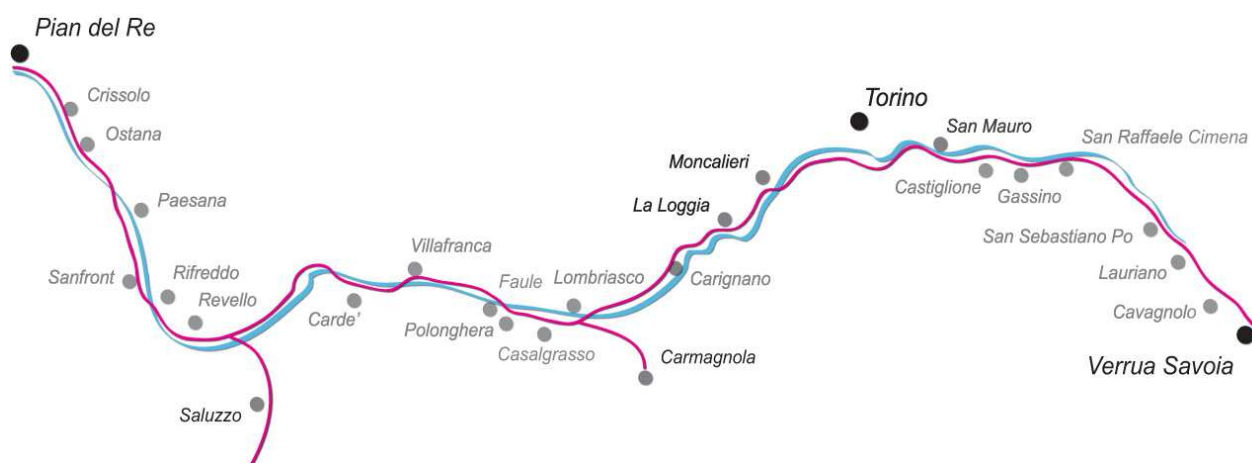 Pian del Re
Crissolo
Ostana
Paesana
Sanfront
Rifreddo
Revello
Saluzzo
Carde'
Villafranca
Polonghera
Faule
Casalgrasso
Lombriasco
Carmagnola
Carignano
La Loggia
Moncalieri
Torino
San Mauro
Castiglione
Gassino
San Raffaele Cimena
San Sebastiano Po
Lauriano
Cavagnolo
Verrua Savoia